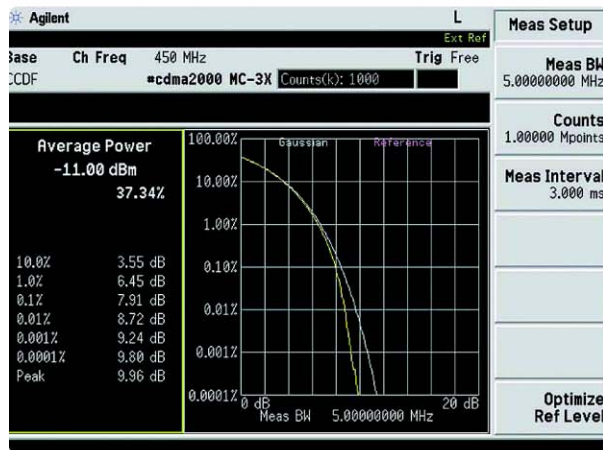 Agilent L
Ext Ref
Base Ch Freq 450 MHz Trig Free
CCDF *cdma2000 MC-3X Counts(k): 1000
Average Power
-11.00 dBm
37.34%
10.0% 3.55 dB
1.0% 6.45 dB
0.1% 7.91 dB
0.01% 8.72 dB
0.001% 9.24 dB
0.0001% 9.80 dB
Peak 9.96 dB
Gaussian Reference
100.00%
10.00%
1.00%
0.10%
0.01%
0.001%
0.0001%
0 dB 20 dB
Meas BW 5.00000000 MHz
Meas Setup
Meas BW
5.00000000 MHz
Counts
1.00000 Mpoints
Meas Interval
3.000 ms
Optimize
Ref Level